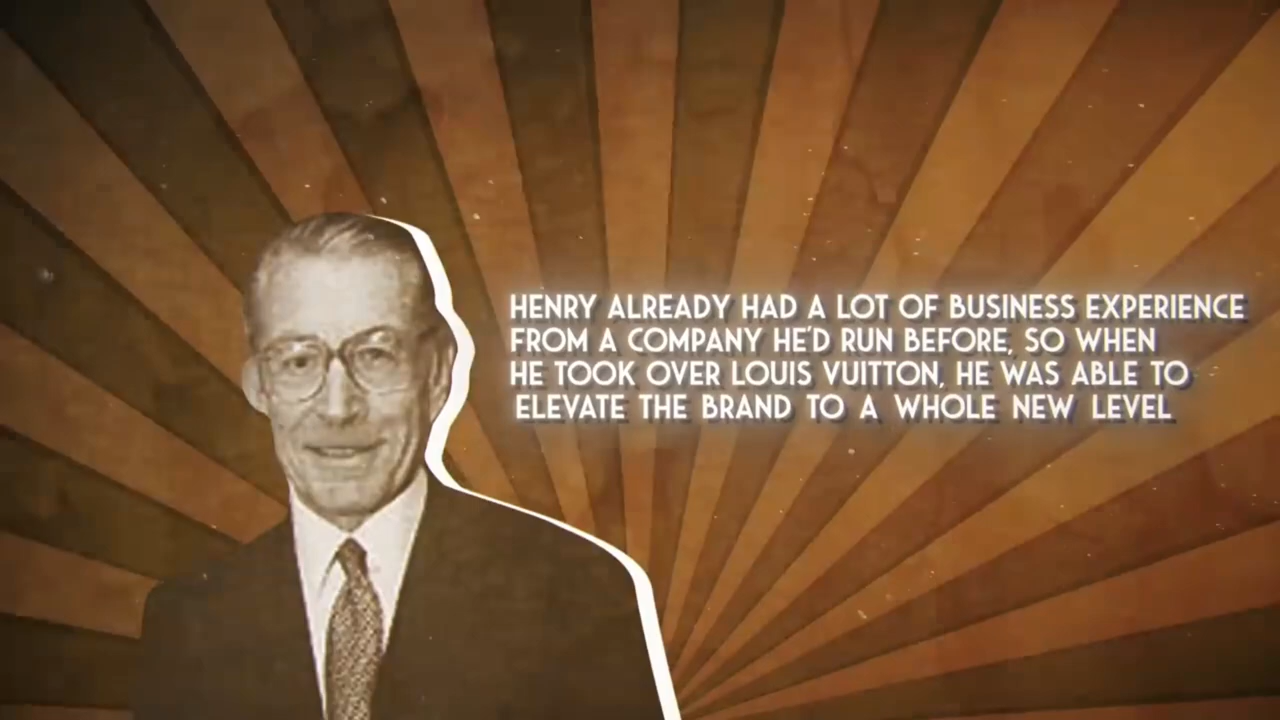 HENRY ALREADY HAD A LOT OF BUSINESS EXPERIENCE
FROM A COMPANY HE'D RUN BEFORE, SO WHEN
HE TOOK OVER LOUIS VUITTON, HE WAS ABLE TO
ELEVATE THE BRAND TO A WHOLE NEW LEVEL